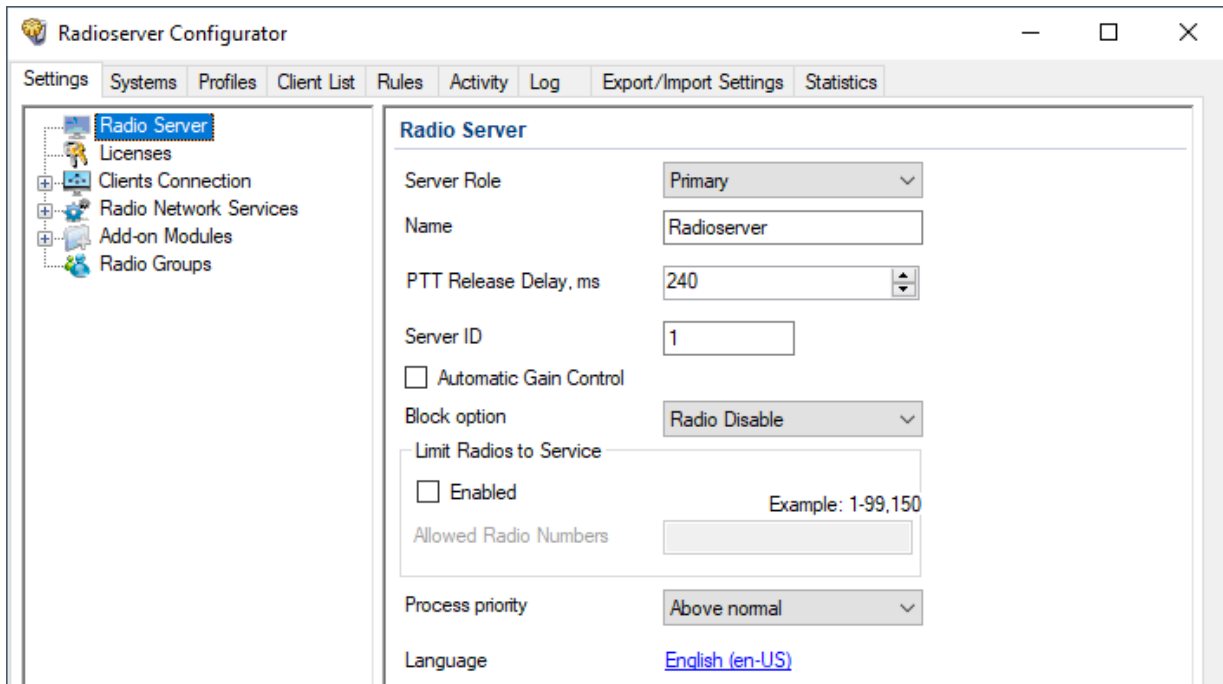 Radioserver Configurator
Settings Systems Profiles Client List Rules Activity Log Export/Import Settings Statistics
Radio Server
Licenses
Clients Connection
Radio Network Services
Add-on Modules
Radio Groups
Radio Server
Server Role Primary
Name Radioserver
PTT Release Delay, ms 240
Server ID 1
Automatic Gain Control
Block option Radio Disable
Limit Radios to Service
Enabled
Example: 1-99,150
Allowed Radio Numbers
Process priority Above normal
Language English (en-US)